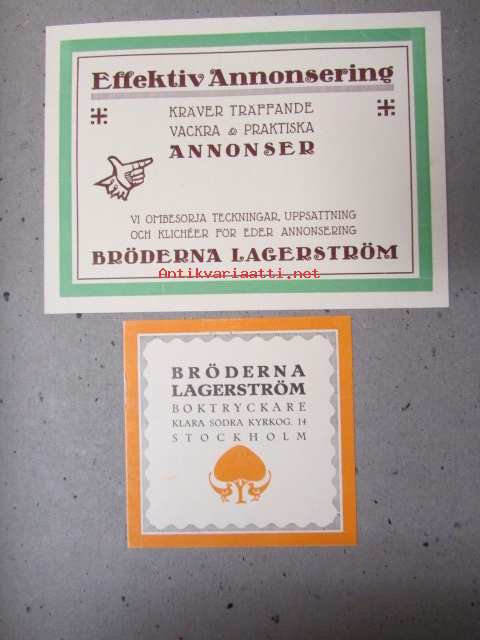 Effektiv Annonsering
KRÄVER TRÄFFANDE
VACKRA & PRAKTISKA
ANNONSER
VI OMBESÖRJA TECKNINGAR, UPPSÄTTNING
OCH KLICHÉER FÖR EDER ANNONSERING
BRÖDERNA LAGERSTRÖM
Antikvariaatti.net
BRÖDERNA
LAGERSTRÖM
BOKTRYCKARE
KLARA SÖDRA KYRKOG. 14
STOCKHOLM